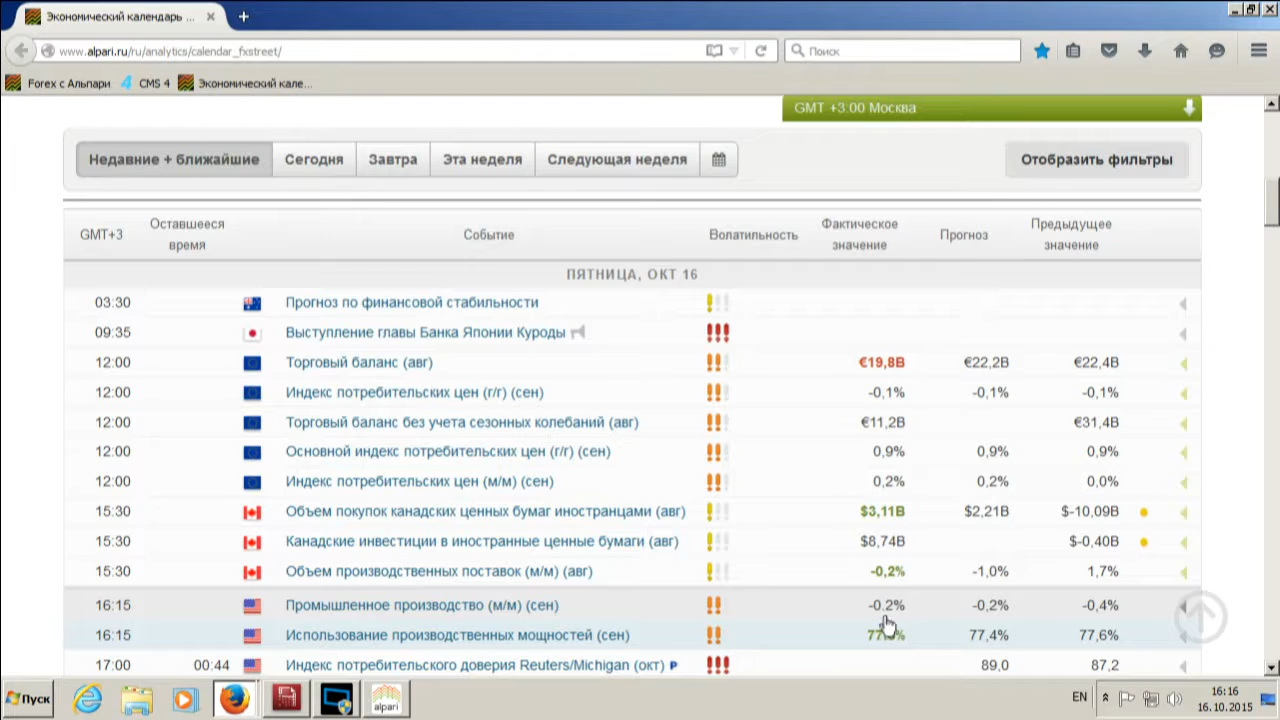 Экономический календарь ...
www.alpari.ru/ru/analytics/calendar_fxstreet/
Поиск
Forex с Альпари
4 CMS 4
Экономический кале...
GMT +3:00 Москва
Недавние + ближайшие Сегодня Завтра Эта неделя Следующая неделя Отобразить фильтры
GMT+3 Оставшееся время Событие Волатильность Фактическое значение Прогноз Предыдущее значение
ПЯТНИЦА, ОКТ 16
03:30 Прогноз по финансовой стабильности
09:35 Выступление главы Банка Японии Куроды
12:00 Торговый баланс (авг) €19,8B €22,2B €22,4B
12:00 Индекс потребительских цен (г/г) (сен) -0,1% -0,1% -0,1%
12:00 Торговый баланс без учета сезонных колебаний (авг) €11,2B €31,4B
12:00 Основной индекс потребительских цен (г/г) (сен) 0,9% 0,9% 0,9%
12:00 Индекс потребительских цен (м/м) (сен) 0,2% 0,2% 0,0%
15:30 Объем покупок канадских ценных бумаг иностранцами (авг) $3,11B $2,21B $-10,09B
15:30 Канадские инвестиции в иностранные ценные бумаги (авг) $8,74B $-0,40B
15:30 Объем производственных поставок (м/м) (авг) -0,2% -1,0% 1,7%
16:15 Промышленное производство (м/м) (сен) -0,2% -0,2% -0,4%
16:15 Использование производственных мощностей (сен) 77,4% 77,6%
17:00 00:44 Индекс потребительского доверия Reuters/Michigan (окт) P 89,0 87,2
Пуск
alpari
EN
16:16
16.10.2015